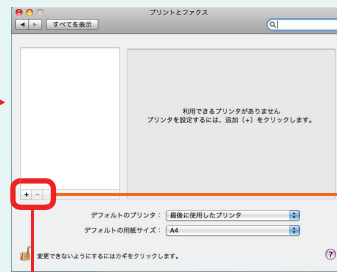 プリントとファクス
すべてを表示
利用できるプリンタがありません
プリンタを設定するには、追加（+）をクリックします。
+ −
デフォルトのプリンタ： 最後に使用したプリンタ
デフォルトの用紙サイズ： A4
変更できないようにするにはカギをクリックします。
?